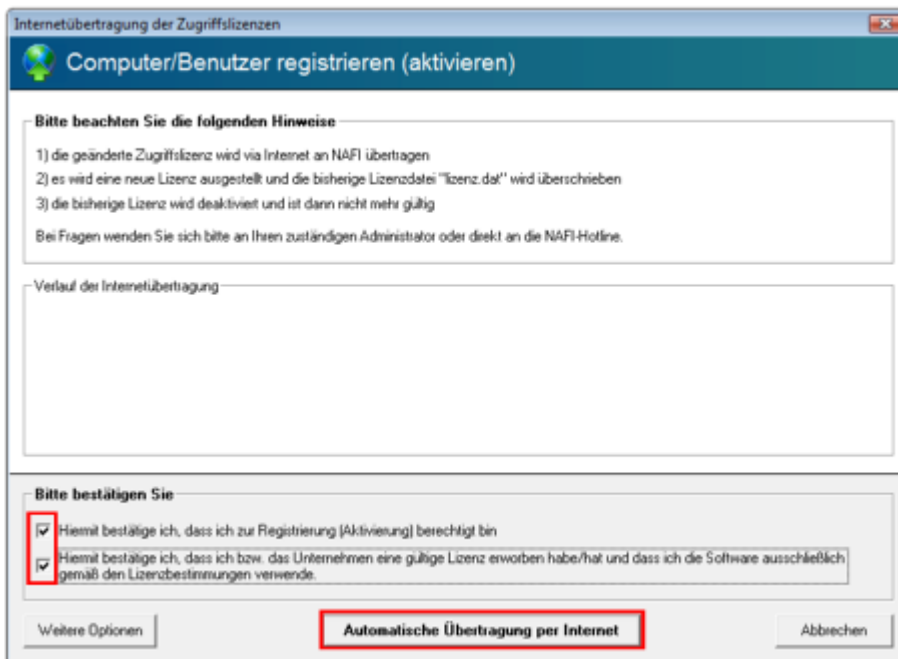 Internetübertragung der Zugriffslizenzen
Computer/Benutzer registrieren (aktivieren)
Bitte beachten Sie die folgenden Hinweise
1) die geänderte Zugriffslizenz wird via Internet an NAFI übertragen
2) es wird eine neue Lizenz ausgestellt und die bisherige Lizenzdatei "lizenz.dat" wird überschrieben
3) die bisherige Lizenz wird deaktiviert und ist dann nicht mehr gültig
Bei Fragen wenden Sie sich bitte an Ihren zuständigen Administrator oder direkt an die NAFI-Hotline.
Verlauf der Internetübertragung
Bitte bestätigen Sie
Hiermit bestätige ich, dass ich zur Registrierung (Aktivierung) berechtigt bin
Hiermit bestätige ich, dass ich bzw. das Unternehmen eine gültige Lizenz erworben habe/hat und dass ich die Software ausschließlich
gemäß den Lizenzbestimmungen verwende.
Weitere Optionen
Automatische Übertragung per Internet
Abbrechen